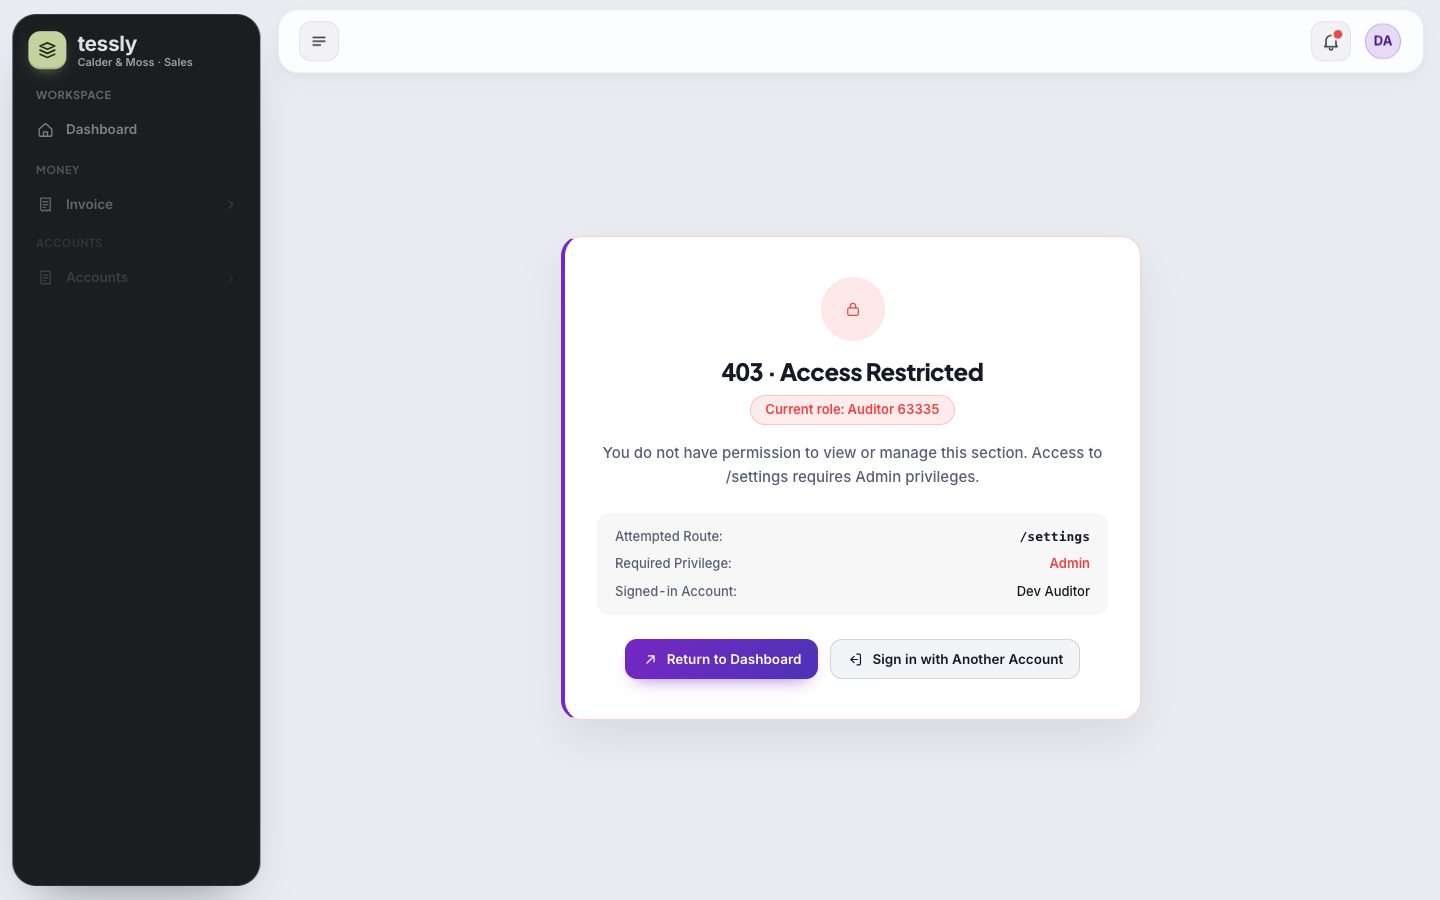 tessly
Calder & Moss · Sales
WORKSPACE
Dashboard
MONEY
Invoice
ACCOUNTS
Accounts
DA
403 · Access Restricted
Current role: Auditor 63335
You do not have permission to view or manage this section. Access to
/settings requires Admin privileges.
Attempted Route: /settings
Required Privilege: Admin
Signed-in Account: Dev Auditor
Return to Dashboard
Sign in with Another Account